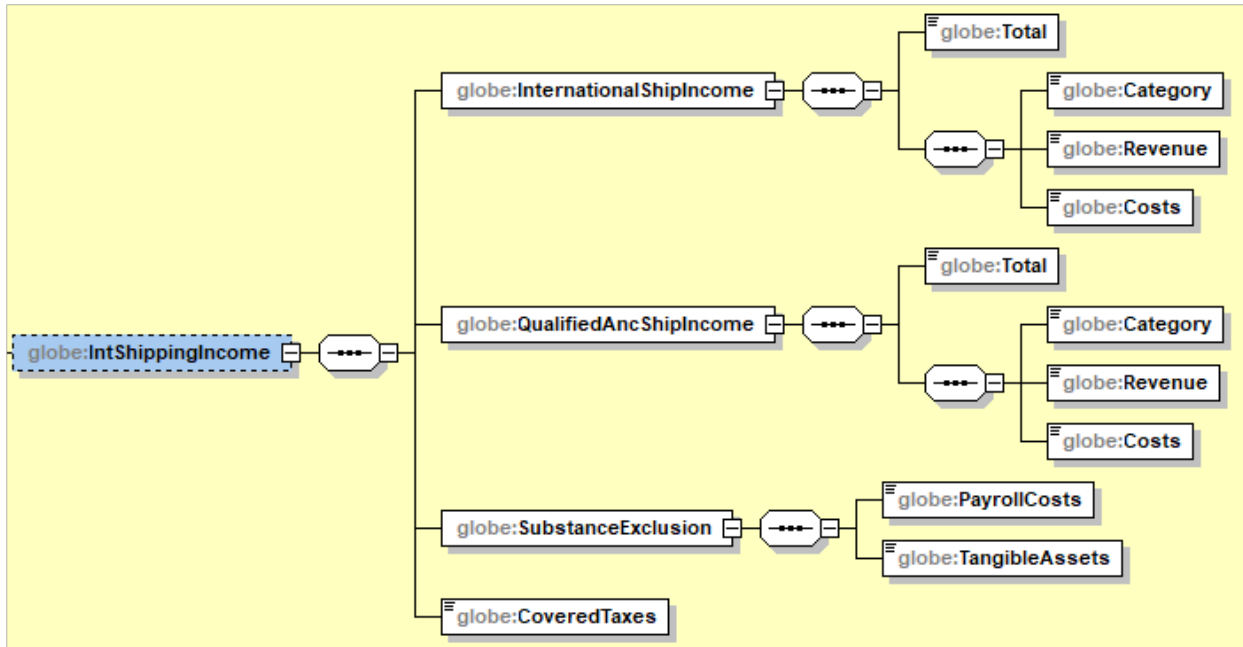 globe:Total
globe:InternationalShipIncome
globe:Category
globe:Revenue
globe:Costs
globe:Total
globe:QualifiedAncShipIncome
globe:Category
globe:IntShippingIncome
globe:Revenue
globe:Costs
globe:PayrollCosts
globe:SubstanceExclusion
globe:TangibleAssets
globe:CoveredTaxes